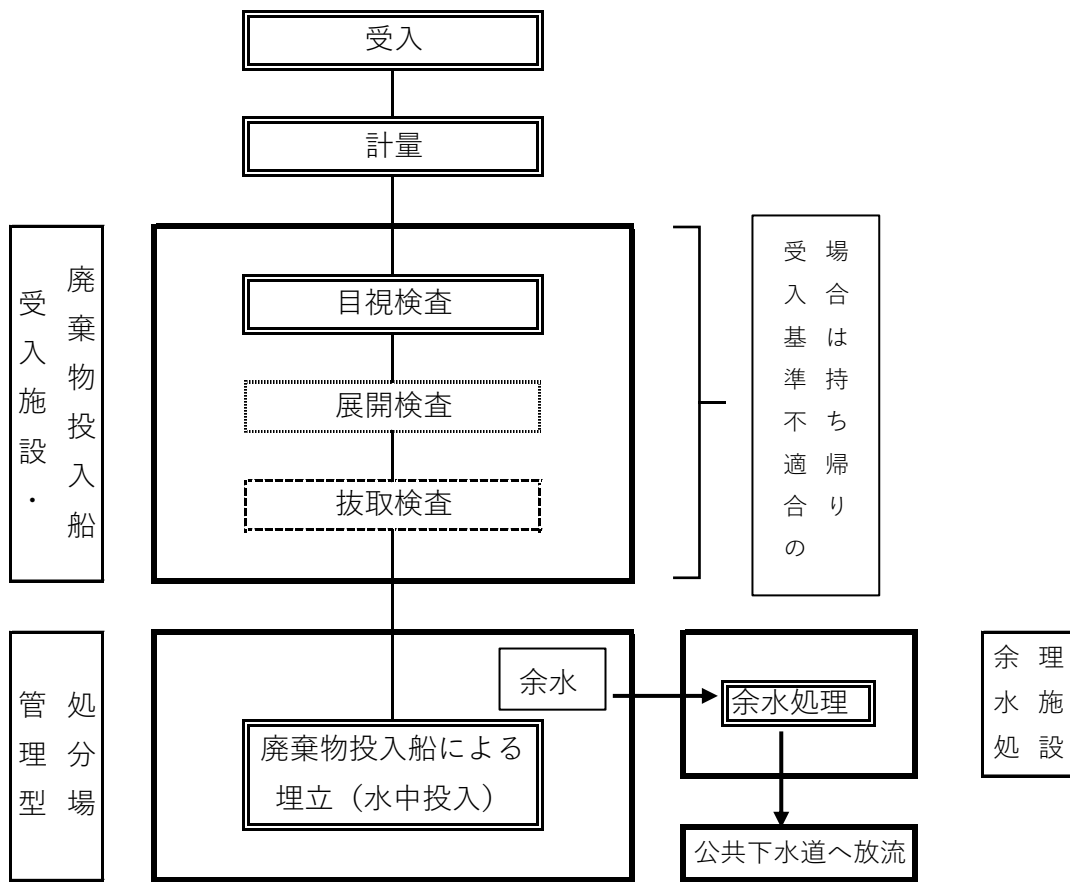 受入
計量
受入施設・
廃棄物投入船
目視検査
展開検査
抜取検査
受入基準不適合の
場合は持ち帰り
管理型
処分場
余水
廃棄物投入船による
埋立（水中投入）
余水処理
公共下水道へ放流
余水処
理施設